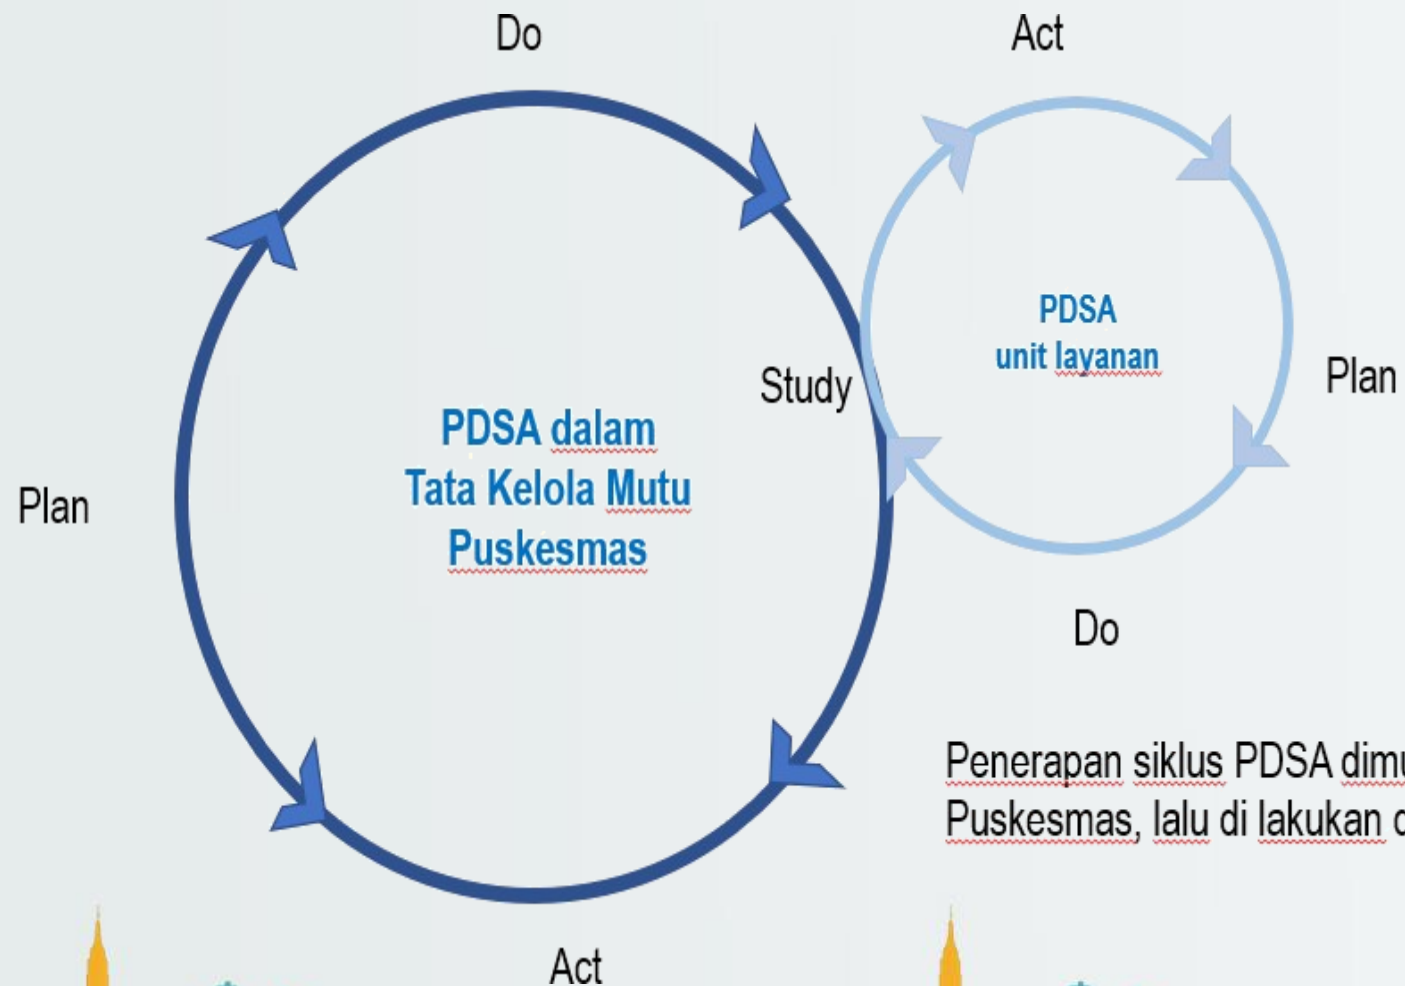 Do
Act
PDSA
unit layanan
Plan
Study
PDSA dalam
Tata Kelola Mutu
Puskesmas
Plan
Do
Penerapan siklus PDSA
Puskesmas, lalu di lakukan
Act